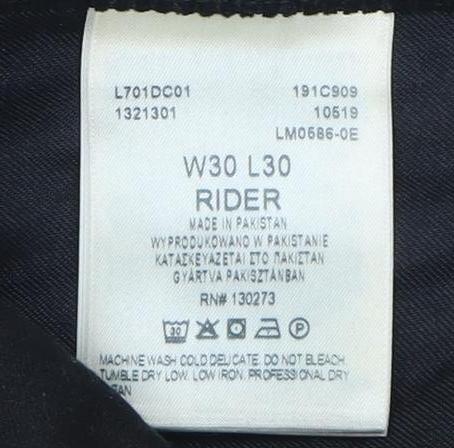 L701DC01 191C909
1321301 10519
LM0586-0E
W30 L30
RIDER
MADE IN PAKISTAN
WYPRODUKOWANO W PAKISTANIE
ΚΑΤΑΣΚΕΥΑΖΕΤΑΙ ΣΤΟ ΠΑΚΙΣΤΑΝ
GYÁRTVA PAKISZTÁNBAN
RN# 130273
30 P
MACHINE WASH COLD DELICATE. DO NOT BLEACH.
TUMBLE DRY LOW. LOW IRON. PROFESSIONAL DRY